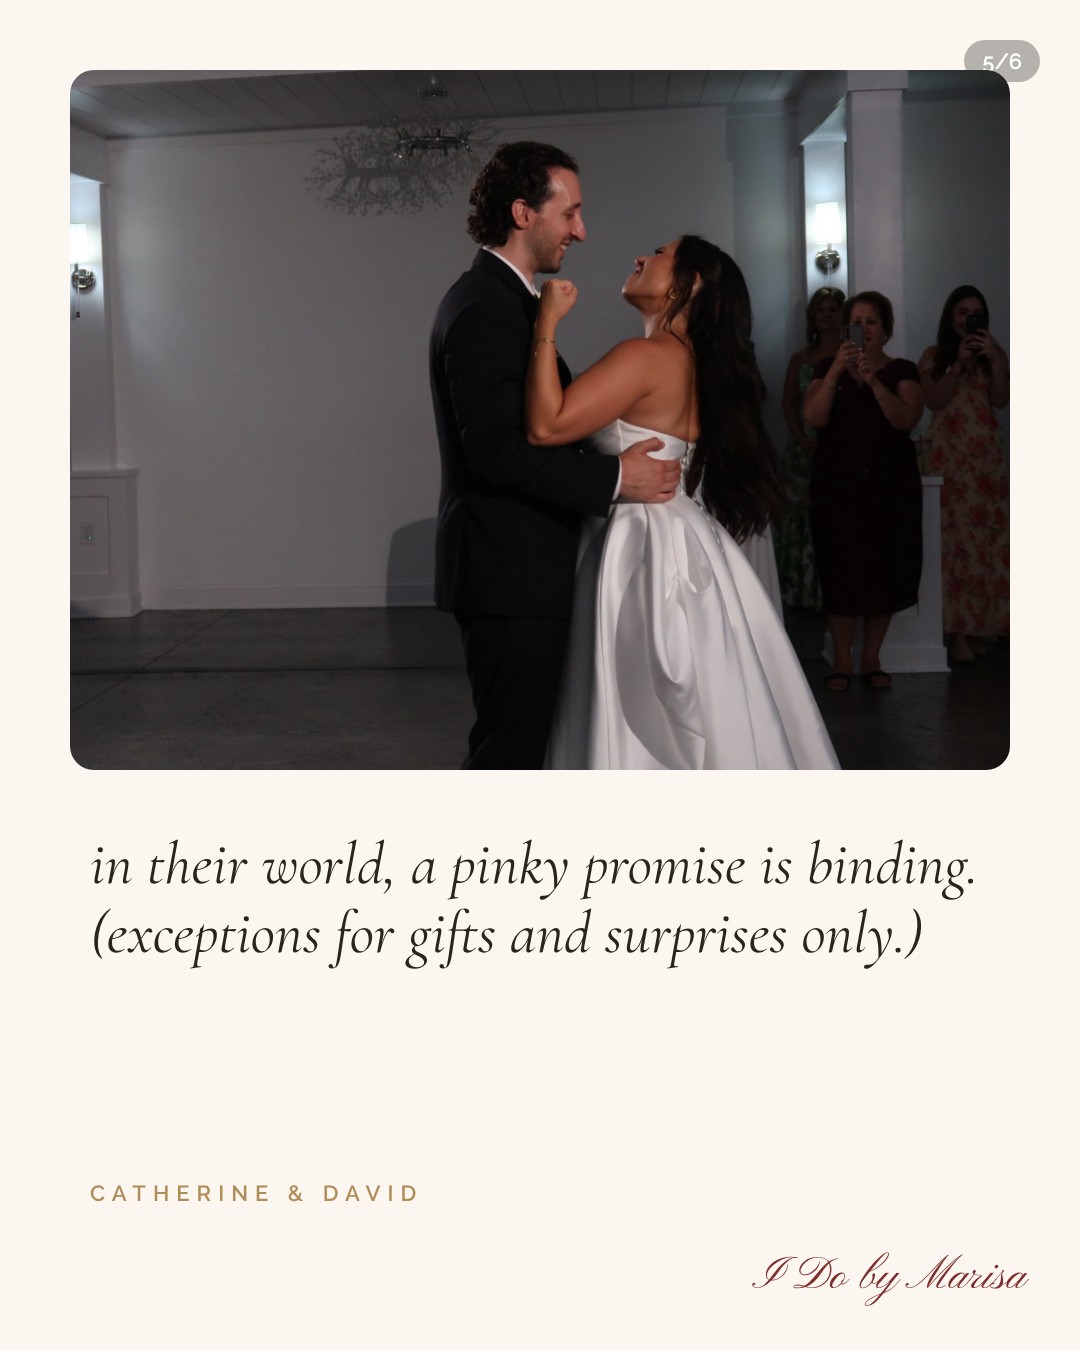 5/6
in their world, a pinky promise is binding.
(exceptions for gifts and surprises only.)
CATHERINE & DAVID
I Do by Marisa